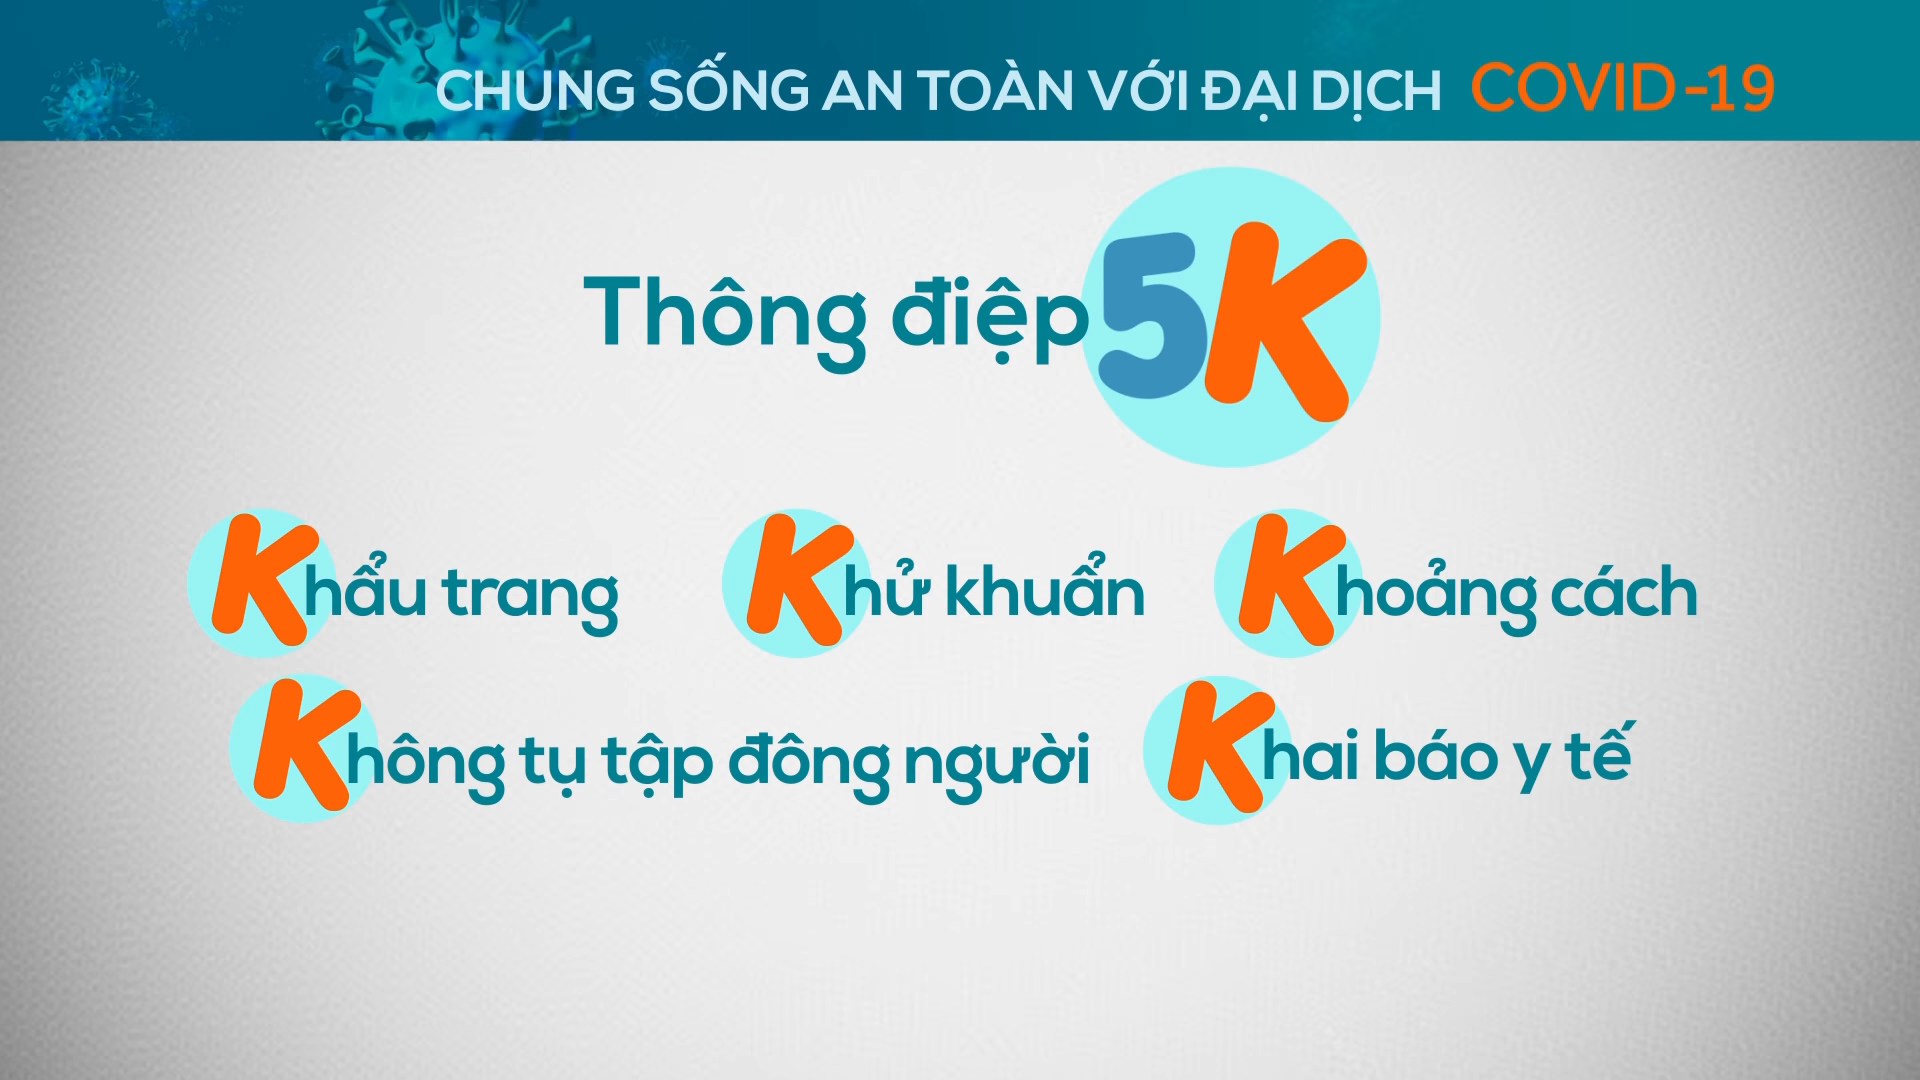 CHUNG SỐNG AN TOÀN VỚI ĐẠI DỊCH COVID-19
Thông điệp 5K
Khẩu trang Khử khuẩn Khoảng cách
Không tụ tập đông người Khai báo y tế